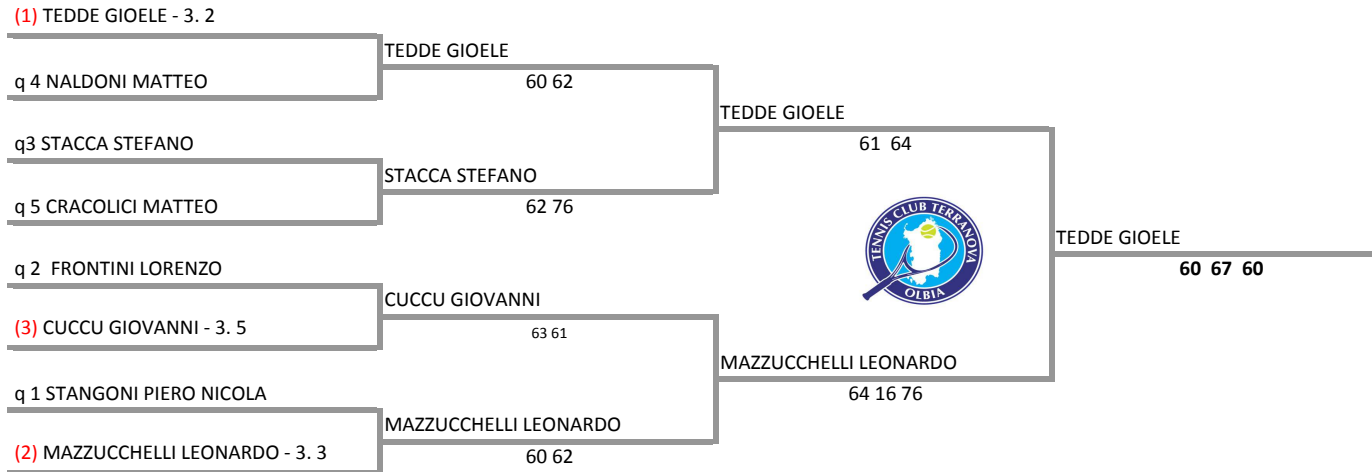 (1) TEDDE GIOELE - 3. 2
TEDDE GIOELE
q 4 NALDONI MATTEO
60 62
TEDDE GIOELE
q3 STACCA STEFANO
61 64
STACCA STEFANO
q 5 CRACOLICI MATTEO
62 76
TENNIS CLUB TERRANOVA
OLBIA
TEDDE GIOELE
q 2 FRONTINI LORENZO
60 67 60
CUCCU GIOVANNI
(3) CUCCU GIOVANNI - 3. 5
63 61
MAZZUCCHELLI LEONARDO
q 1 STANGONI PIERO NICOLA
64 16 76
MAZZUCCHELLI LEONARDO
(2) MAZZUCCHELLI LEONARDO - 3. 3
60 62